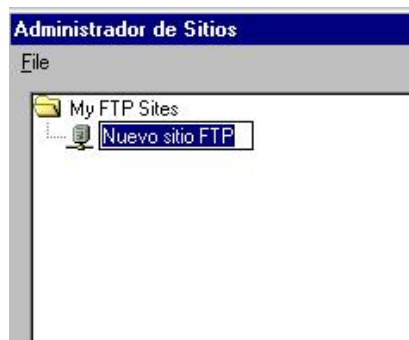 Administrador de Sitios
File
My FTP Sites
Nuevo sitio FTP